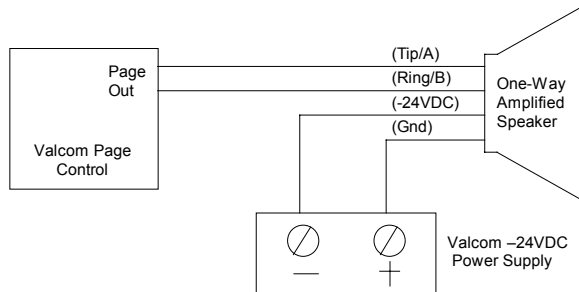 (Tip/A)
Page
Out
(Ring/B)
One-Way
Amplified
Speaker
(-24VDC)
(Gnd)
Valcom Page
Control
Valcom –24VDC
Power Supply
— +